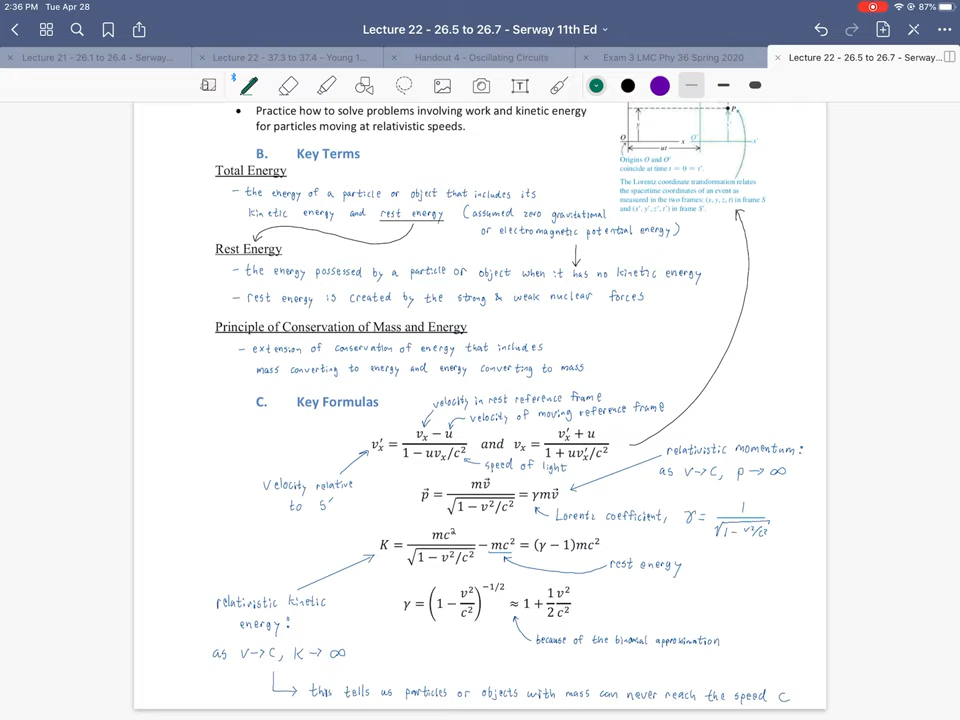 2:36 PM Tue Apr 28
87%
Lecture 22 - 26.5 to 26.7 - Serway 11th Ed
Lecture 21 - 26.1 to 26.4 - Serway...
Lecture 22 - 37.3 to 37.4 - Young 1...
Handout 4 - Oscillating Circuits
Exam 3 LMC Phy 36 Spring 2020
Lecture 22 - 26.5 to 26.7 - Serway...
• Practice how to solve problems involving work and kinetic energy
for particles moving at relativistic speeds.
y
P
O
x
O'
x'
ut
Origins O and O'
coincide at time t = 0 = t'.
The Lorentz coordinate transformation relates
the spacetime coordinates of an event as
measured in the two frames: (x, y, z, t) in frame S
and (x', y', z', t') in frame S'.
B. Key Terms
Total Energy
- the energy of a particle or object that includes its
kinetic energy and rest energy (assumed zero gravitational
or electromagnetic potential energy)
Rest Energy
- the energy possessed by a particle or object when it has no kinetic energy
- rest energy is created by the strong & weak nuclear forces
Principle of Conservation of Mass and Energy
- extension of conservation of energy that includes
mass converting to energy and energy converting to mass
C. Key Formulas
velocity in rest reference frame
velocity of moving reference frame
v'ₓ = (vₓ − u)/(1 − uvₓ/c²) and vₓ = (v'ₓ + u)/(1 + uv'ₓ/c²)
speed of light
velocity relative
to S'
relativistic momentum:
as v→c, p→∞
p⃗ = mv⃗/√(1 − v²/c²) = γmv⃗
Lorentz coefficient, γ = 1/√(1 − v²/c²)
K = mc²/√(1 − v²/c²) − mc² = (γ − 1)mc²
rest energy
relativistic kinetic
energy:
as v→c, K→∞
γ = (1 − v²/c²)^(−1/2) ≈ 1 + 1/2 v²/c²
because of the binomial approximation
this tells us particles or objects with mass can never reach the speed c